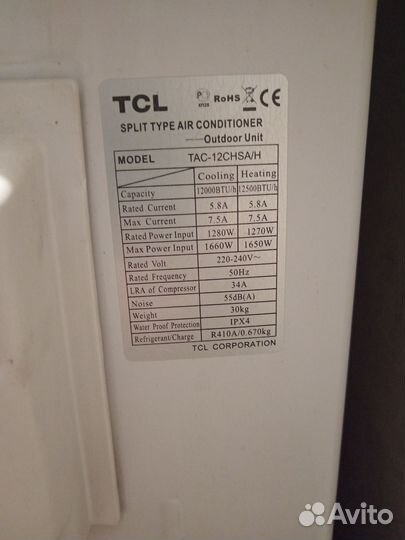 TCL
RoHS CE
SPLIT TYPE AIR CONDITIONER
Outdoor Unit
MODEL TAC-12CHSA/H
Cooling Heating
Capacity 12000BTU/h 12500BTU/h
Rated Current 5.8A 5.8A
Max Current 7.5A 7.5A
Rated Power Input 1280W 1270W
Max Power Input 1660W 1650W
Rated Volt 220-240V~
Rated Frequency 50Hz
LRA of Compressor 34A
Noise 55dB(A)
Weight 30kg
Water Proof Protection IPX4
Refrigerant/Charge R410A/0.670kg
TCL CORPORATION
Avito